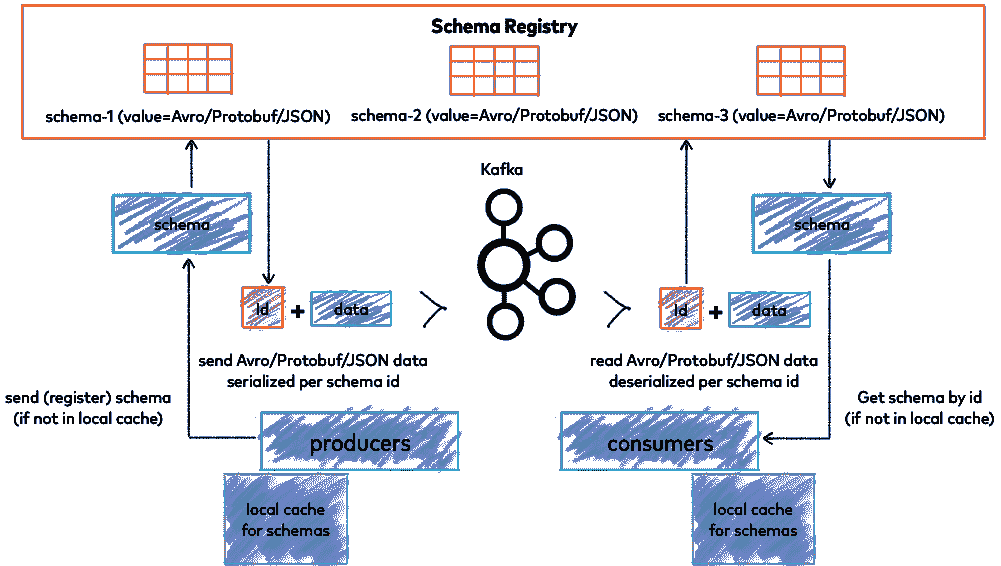 Schema Registry
schema-1 (value=Avro/Protobuf/JSON)
schema-2 (value=Avro/Protobuf/JSON)
schema-3 (value=Avro/Protobuf/JSON)
Kafka
schema
schema
Id
+
data
Id
+
data
send Avro/Protobuf/JSON data
serialized per schema id
read Avro/Protobuf/JSON data
deserialized per schema id
send (register) schema
(if not in local cache)
Get schema by id
(if not in local cache)
producers
consumers
local cache
for schemas
local cache
for schemas